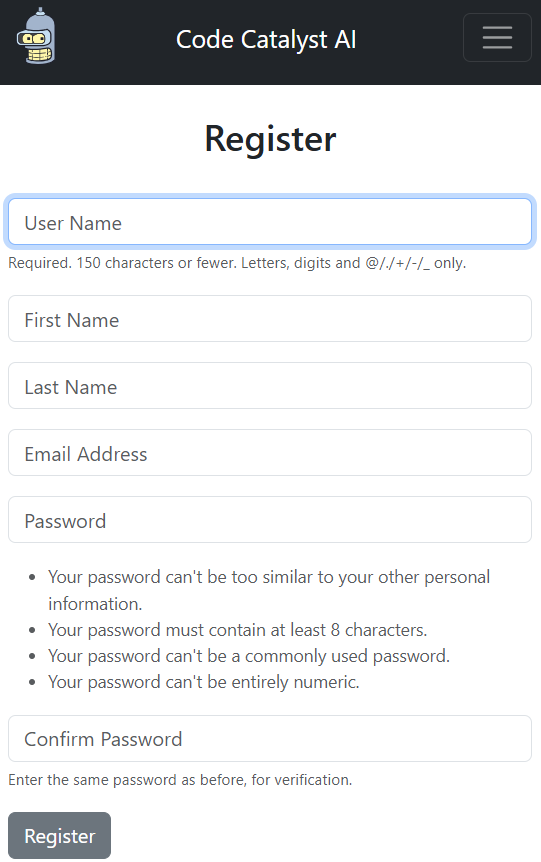 Code Catalyst AI
Register
User Name
Required. 150 characters or fewer. Letters, digits and @/./+/-/_ only.
First Name
Last Name
Email Address
Password
• Your password can't be too similar to your other personal
information.
• Your password must contain at least 8 characters.
• Your password can't be a commonly used password.
• Your password can't be entirely numeric.
Confirm Password
Enter the same password as before, for verification.
Register